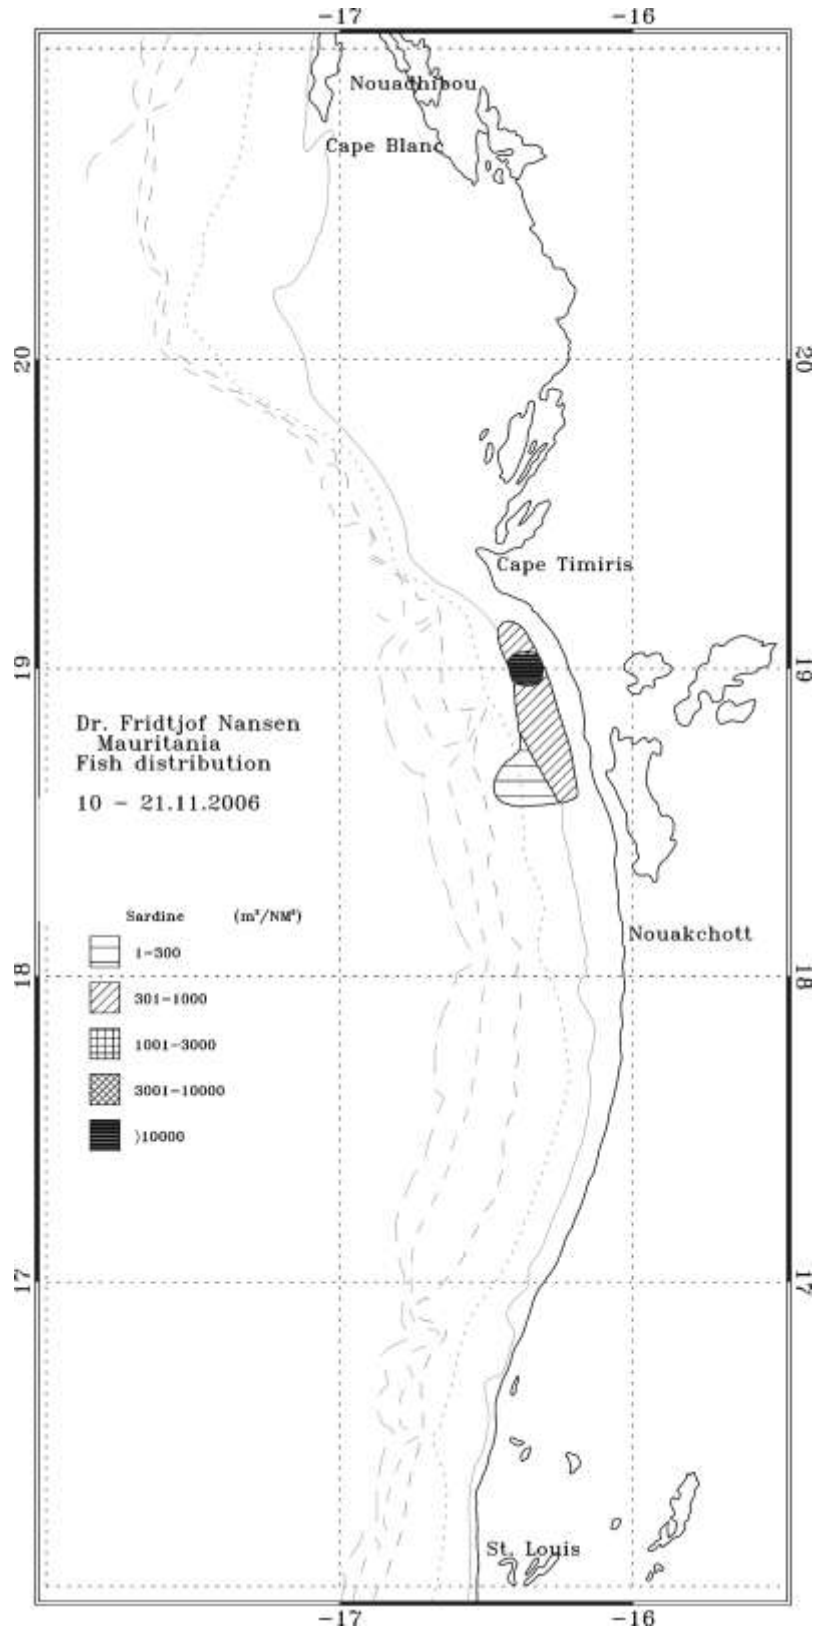 -17 -16
Nouadhibou
Cape Blanc
20 20
Cape Timiris
19 19
Dr. Fridtjof Nansen
Mauritania
Fish distribution
10 - 21.11.2006
Sardine (m²/NM²)
Nouakchott
1-300
18 18
301-1000
1001-3000
3001-10000
>10000
17 17
St. Louis
-17 -16